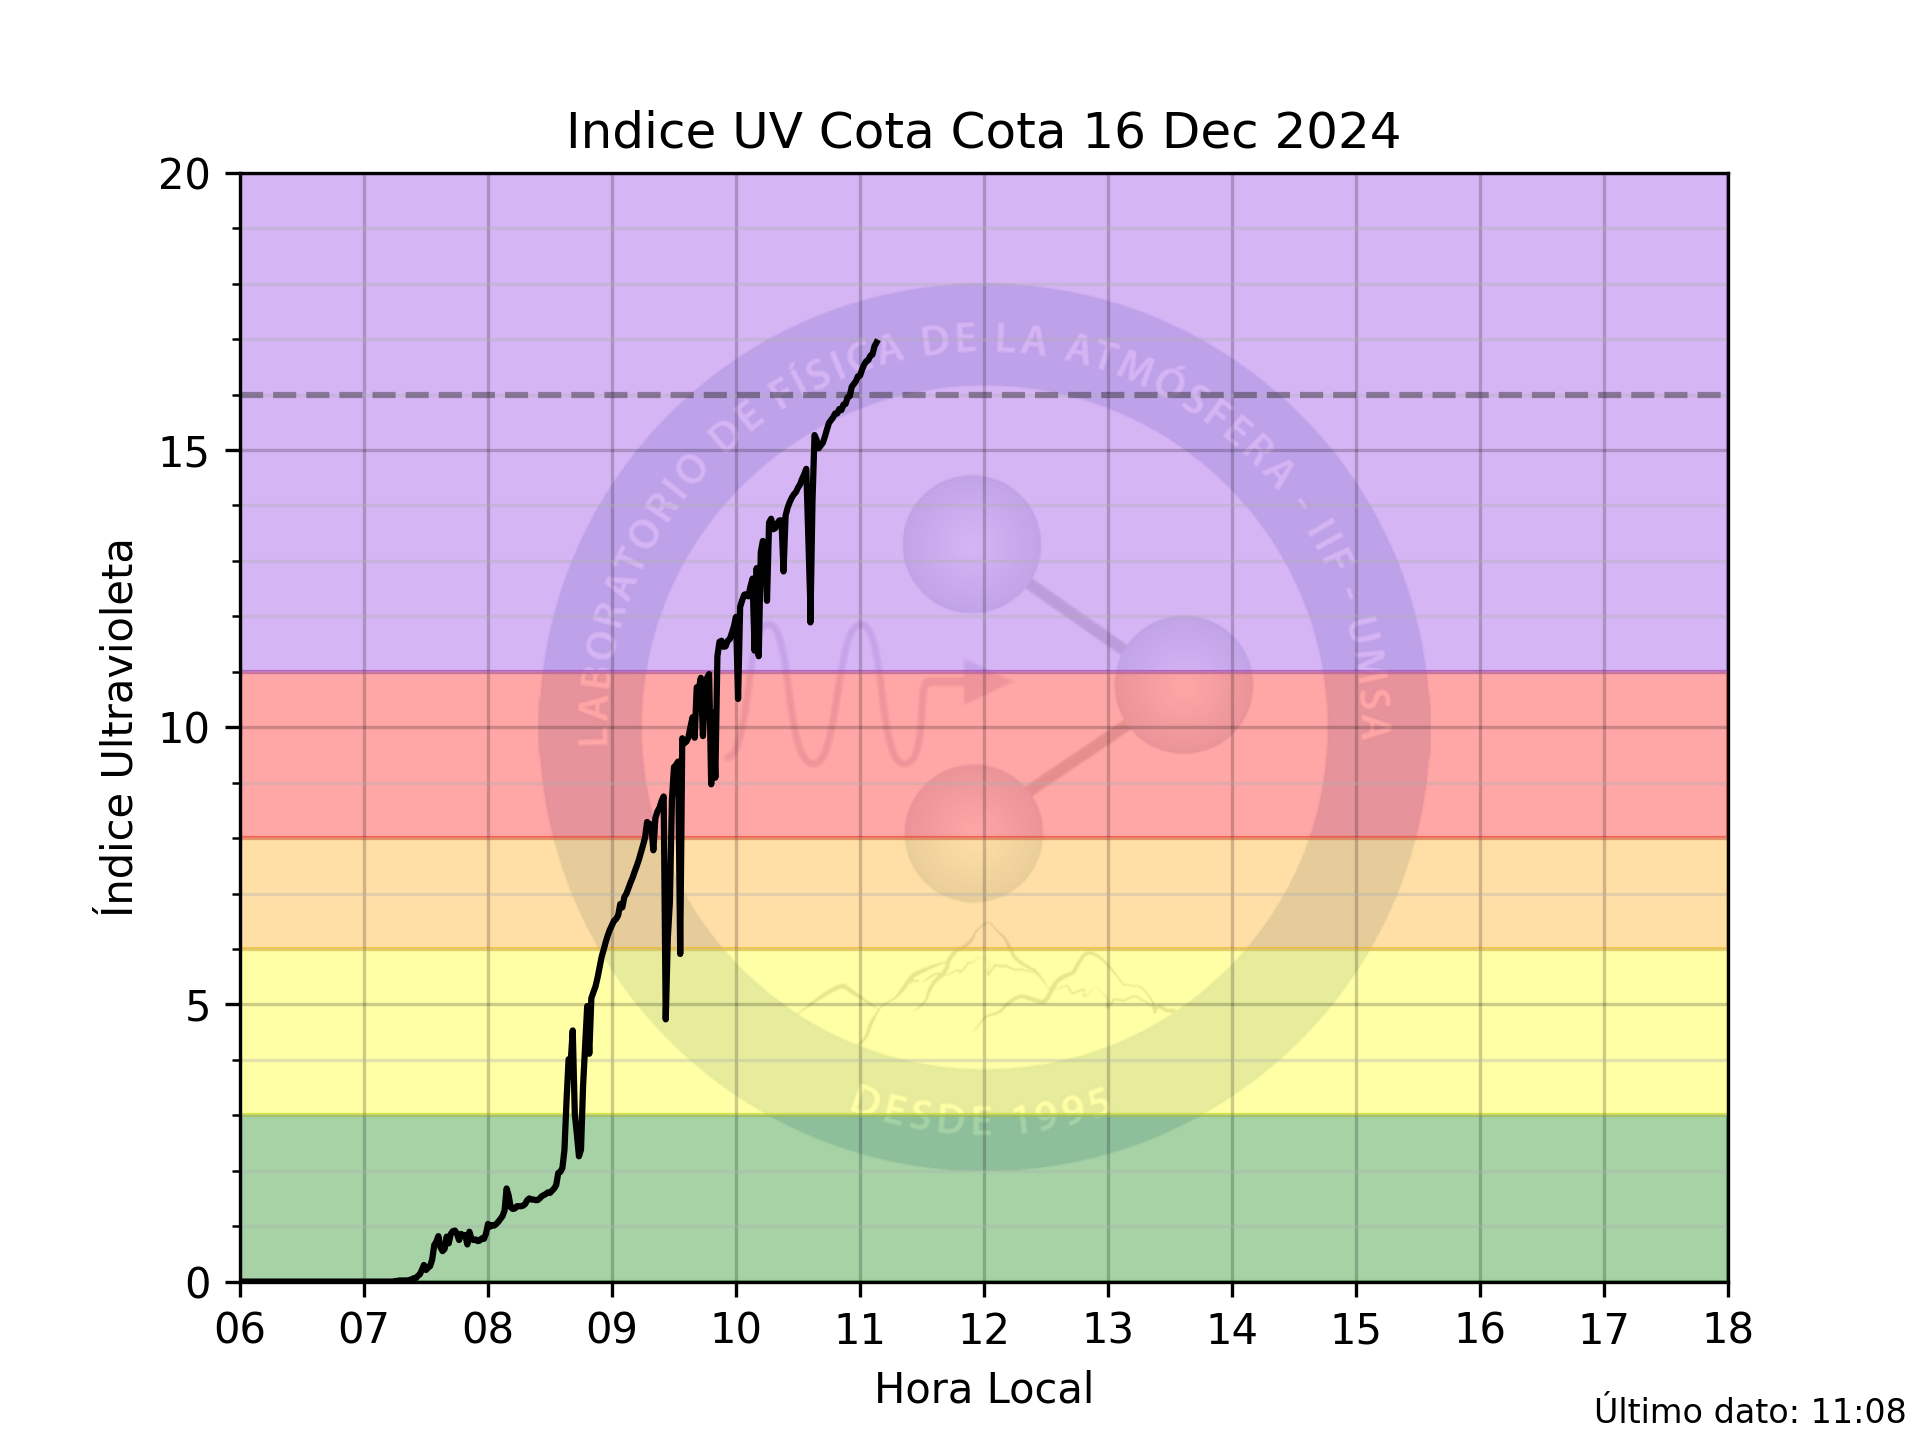 Indice UV Cota Cota 16 Dec 2024
20
15
10
5
0
Índice Ultravioleta
LABORATORIO DE FÍSICA DE LA ATMÓSFERA - IIF - UMSA
DESDE 1995
06 07 08 09 10 11 12 13 14 15 16 17 18
Hora Local
Último dato: 11:08